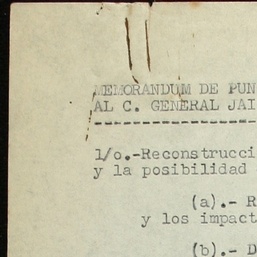 MEMORANDUM DE PUN
AL C. GENERAL JAI
1/o.-Reconstrucci
y la posibilidad
(a).- R
y los impact
(b).- D